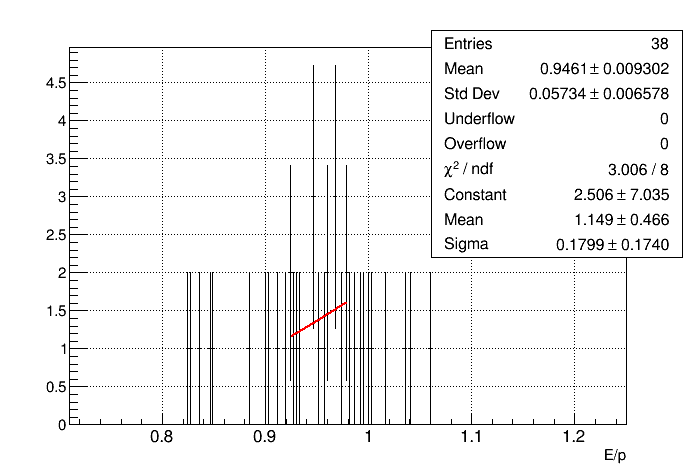 Entries 38
Mean 0.9461 ± 0.009302
Std Dev 0.05734 ± 0.006578
Underflow 0
Overflow 0
χ² / ndf 3.006 / 8
Constant 2.506 ± 7.035
Mean 1.149 ± 0.466
Sigma 0.1799 ± 0.1740
4.5
4
3.5
3
2.5
2
1.5
1
0.5
0
0.8 0.9 1 1.1 1.2
E/p